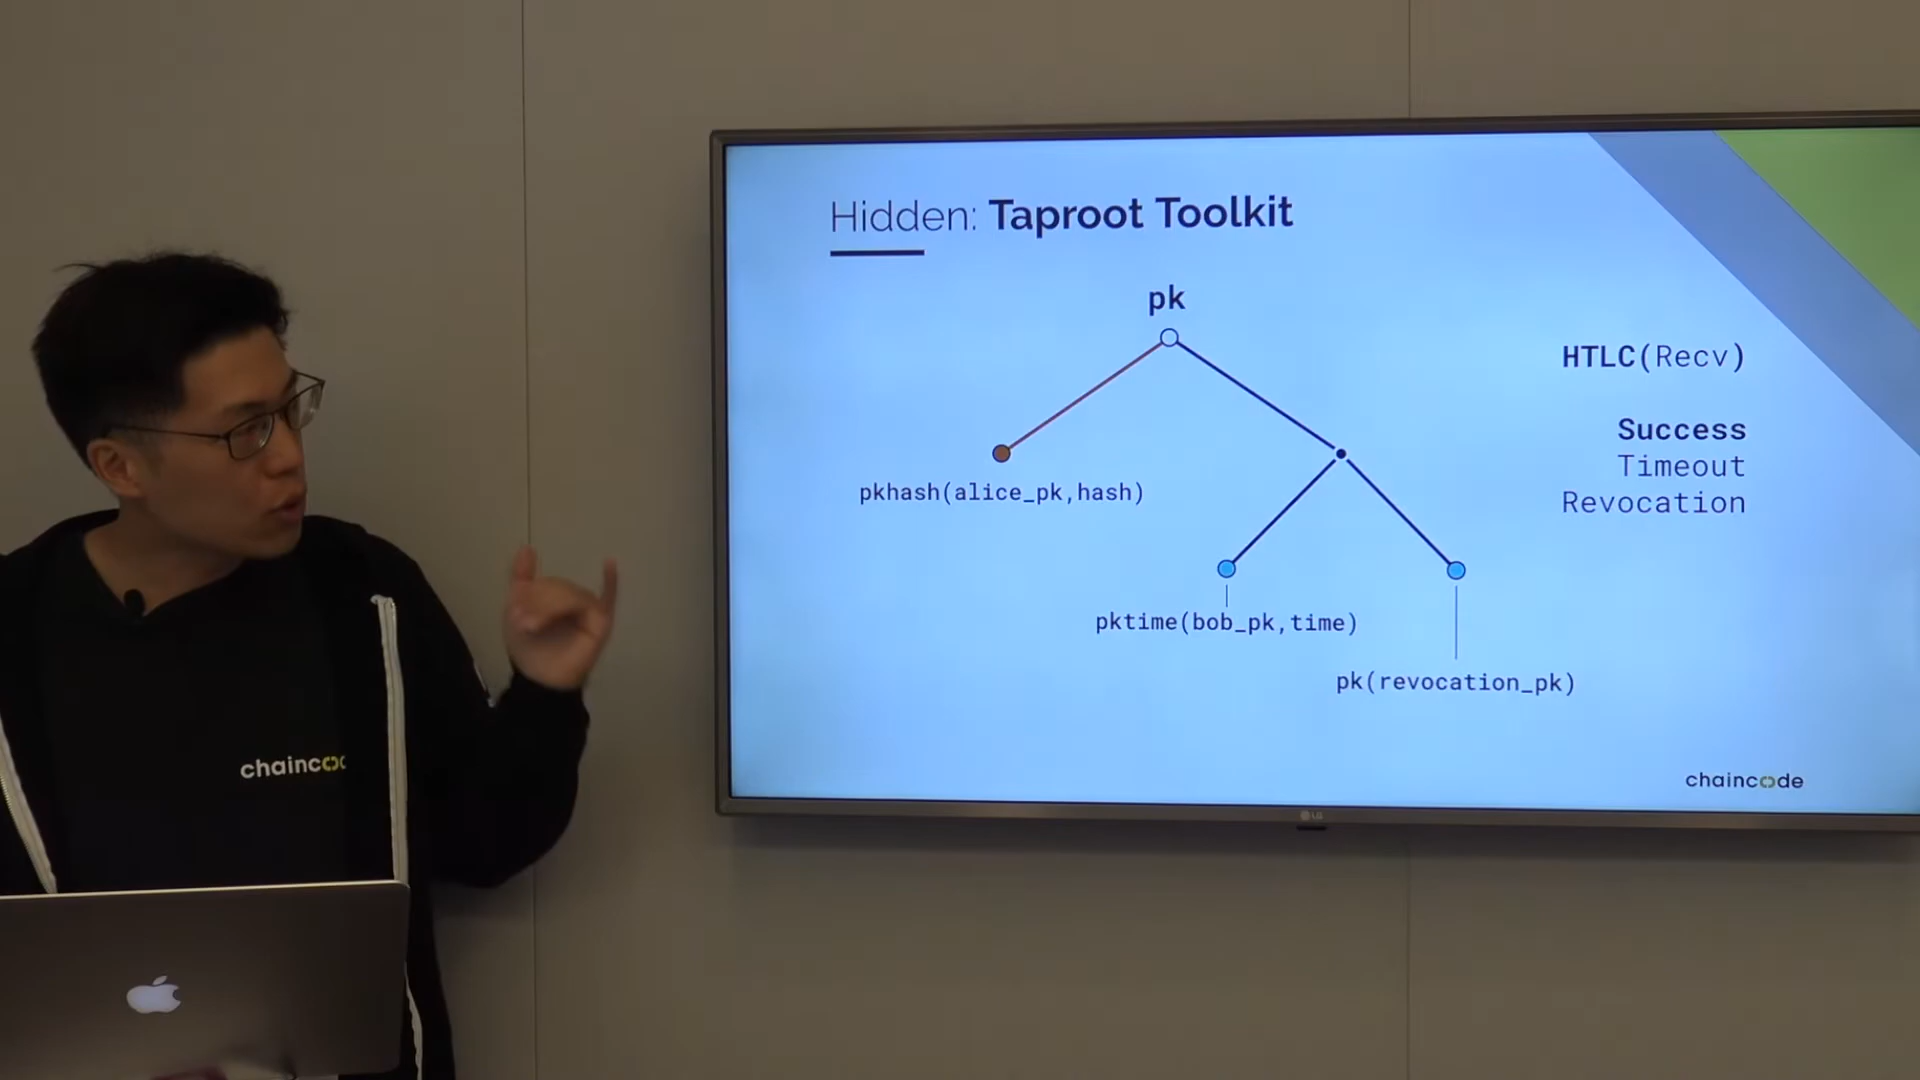 Hidden: Taproot Toolkit
pk
HTLC(Recv)
Success
Timeout
Revocation
pkhash(alice_pk,hash)
pktime(bob_pk,time)
pk(revocation_pk)
chaincode
chainco
LG